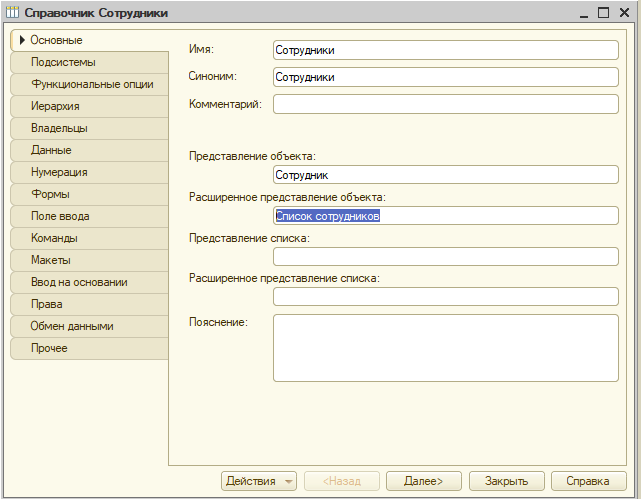 Справочник Сотрудники
Основные
Подсистемы
Функциональные опции
Иерархия
Владельцы
Данные
Нумерация
Формы
Поле ввода
Команды
Макеты
Ввод на основании
Права
Обмен данными
Прочее
Имя: Сотрудники
Синоним: Сотрудники
Комментарий:
Представление объекта:
Сотрудник
Расширенное представление объекта:
Список сотрудников
Представление списка:
Расширенное представление списка:
Пояснение:
Действия <Назад Далее> Закрыть Справка